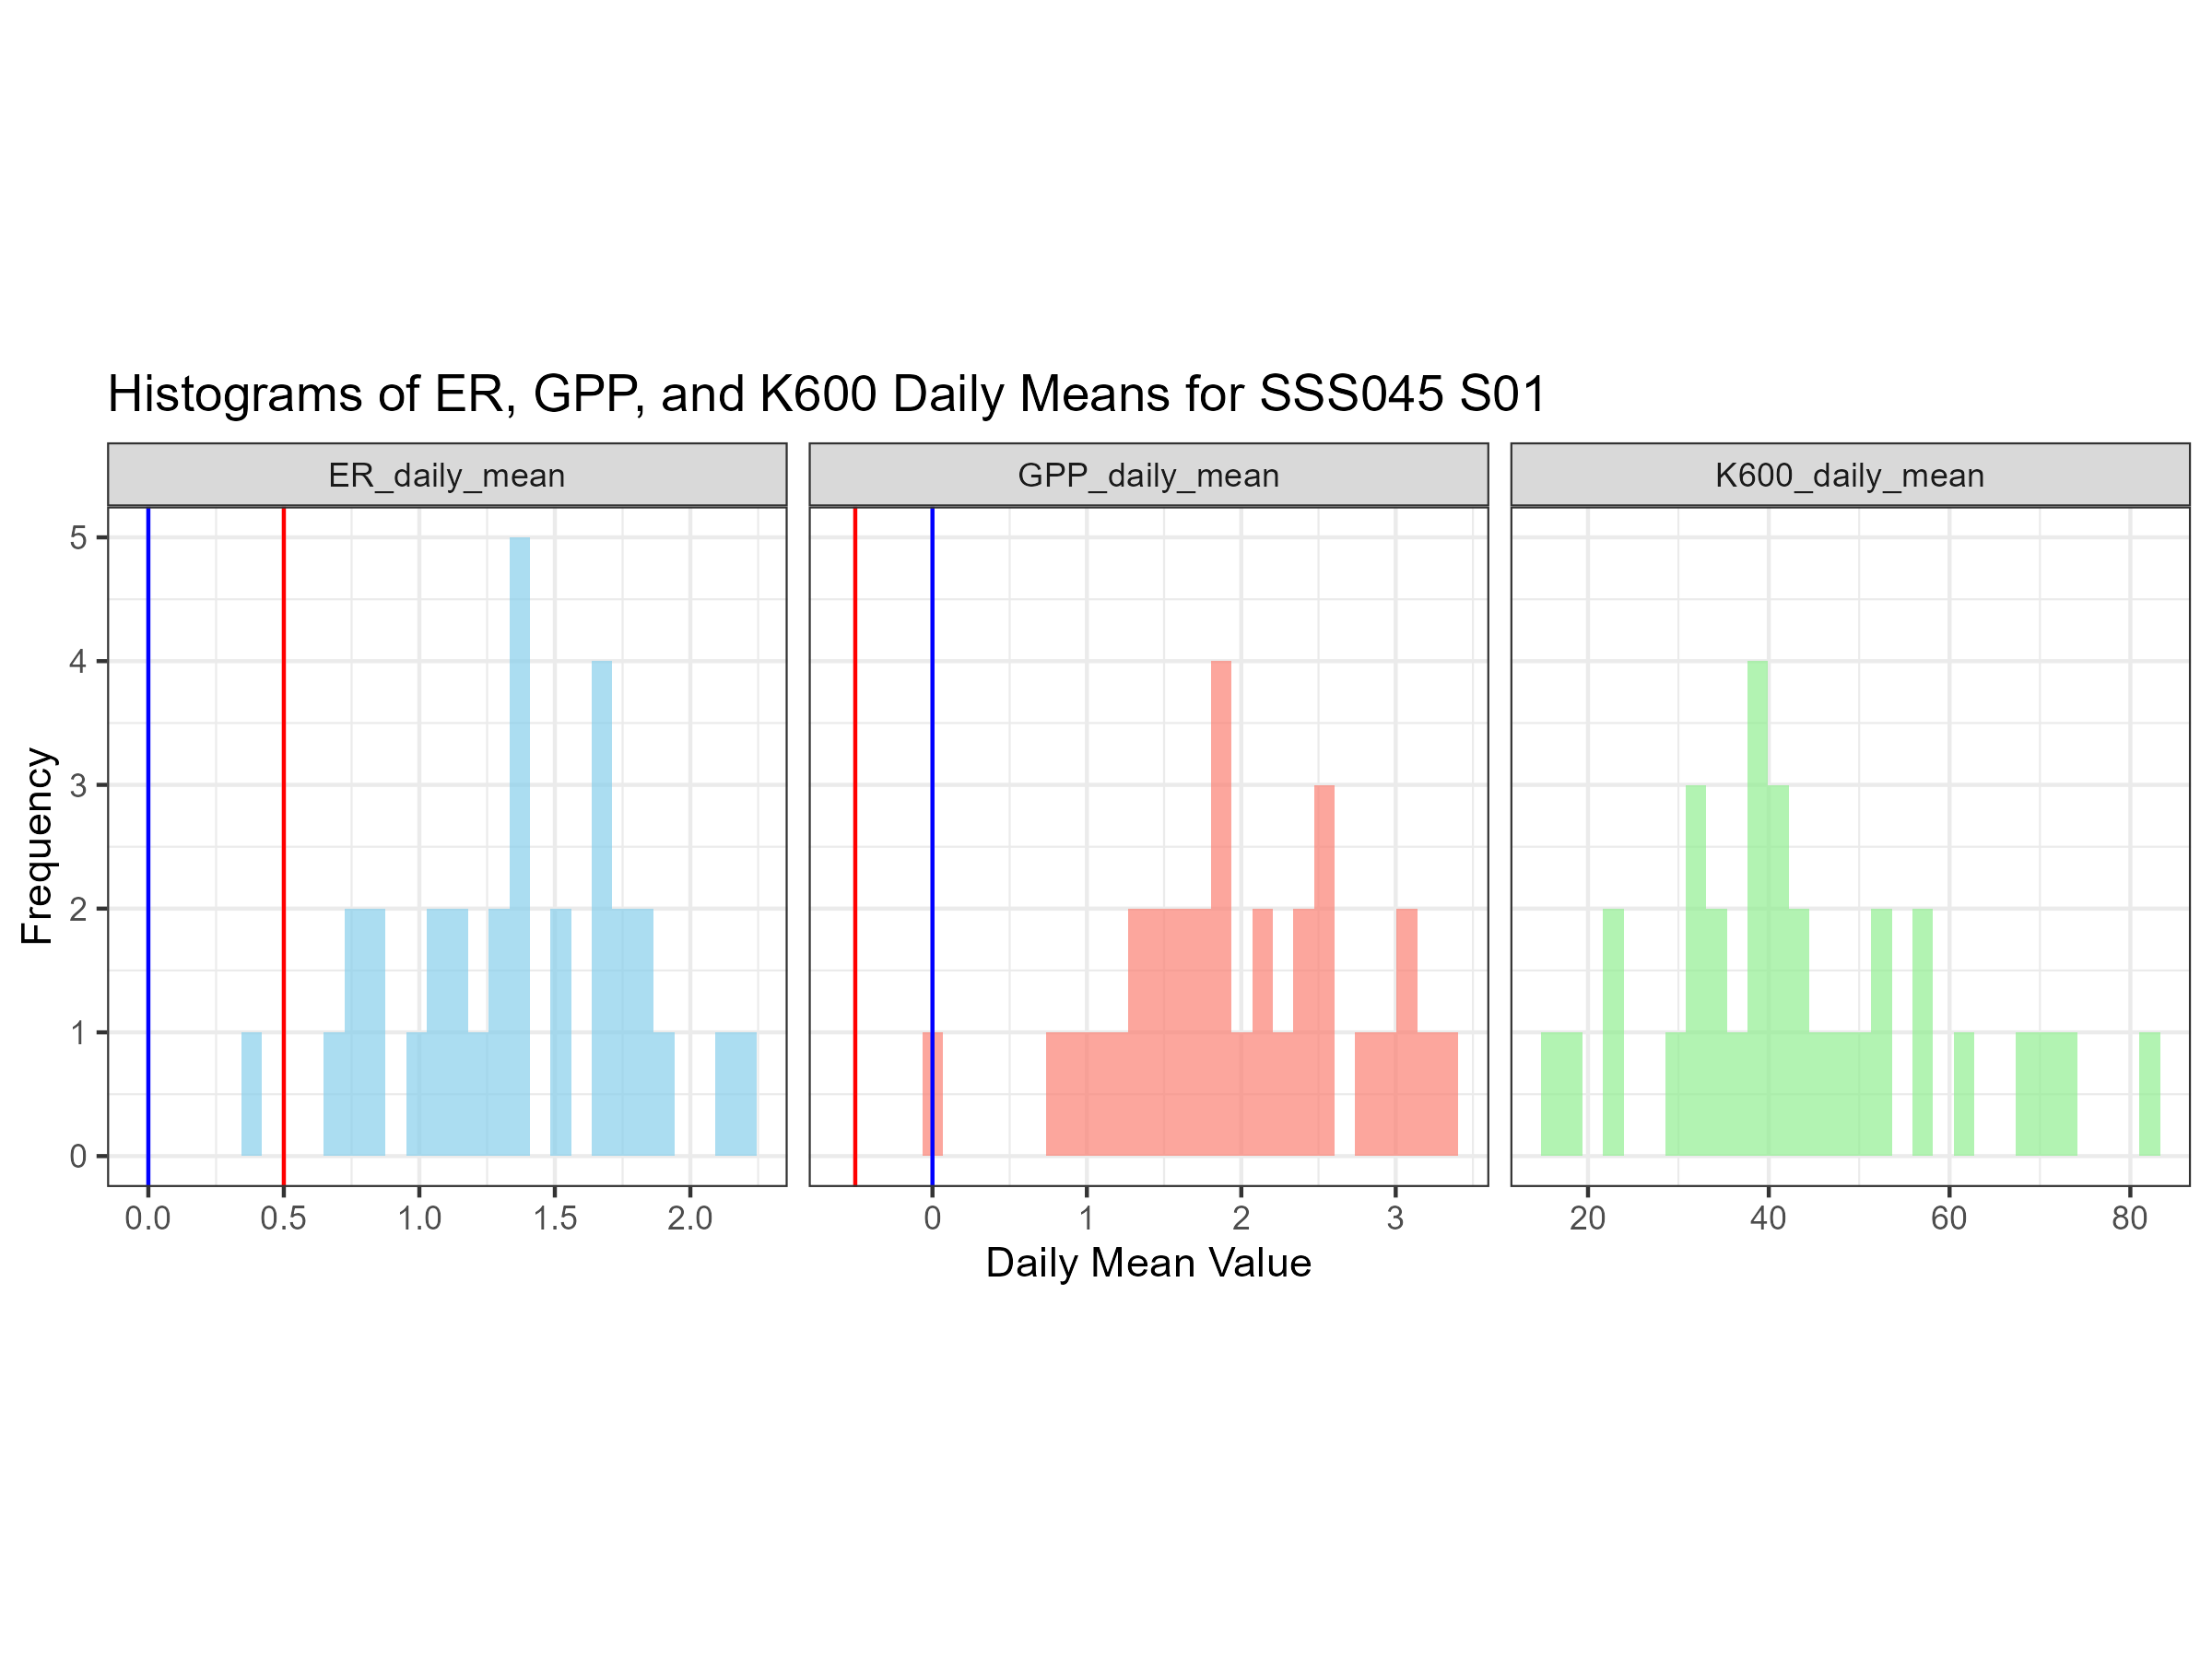 Histograms of ER, GPP, and K600 Daily Means for SSS045 S01
ER_daily_mean GPP_daily_mean K600_daily_mean
5
4
3
2
1
0
Frequency
0.0 0.5 1.0 1.5 2.0 0 1 2 3 20 40 60 80
Daily Mean Value